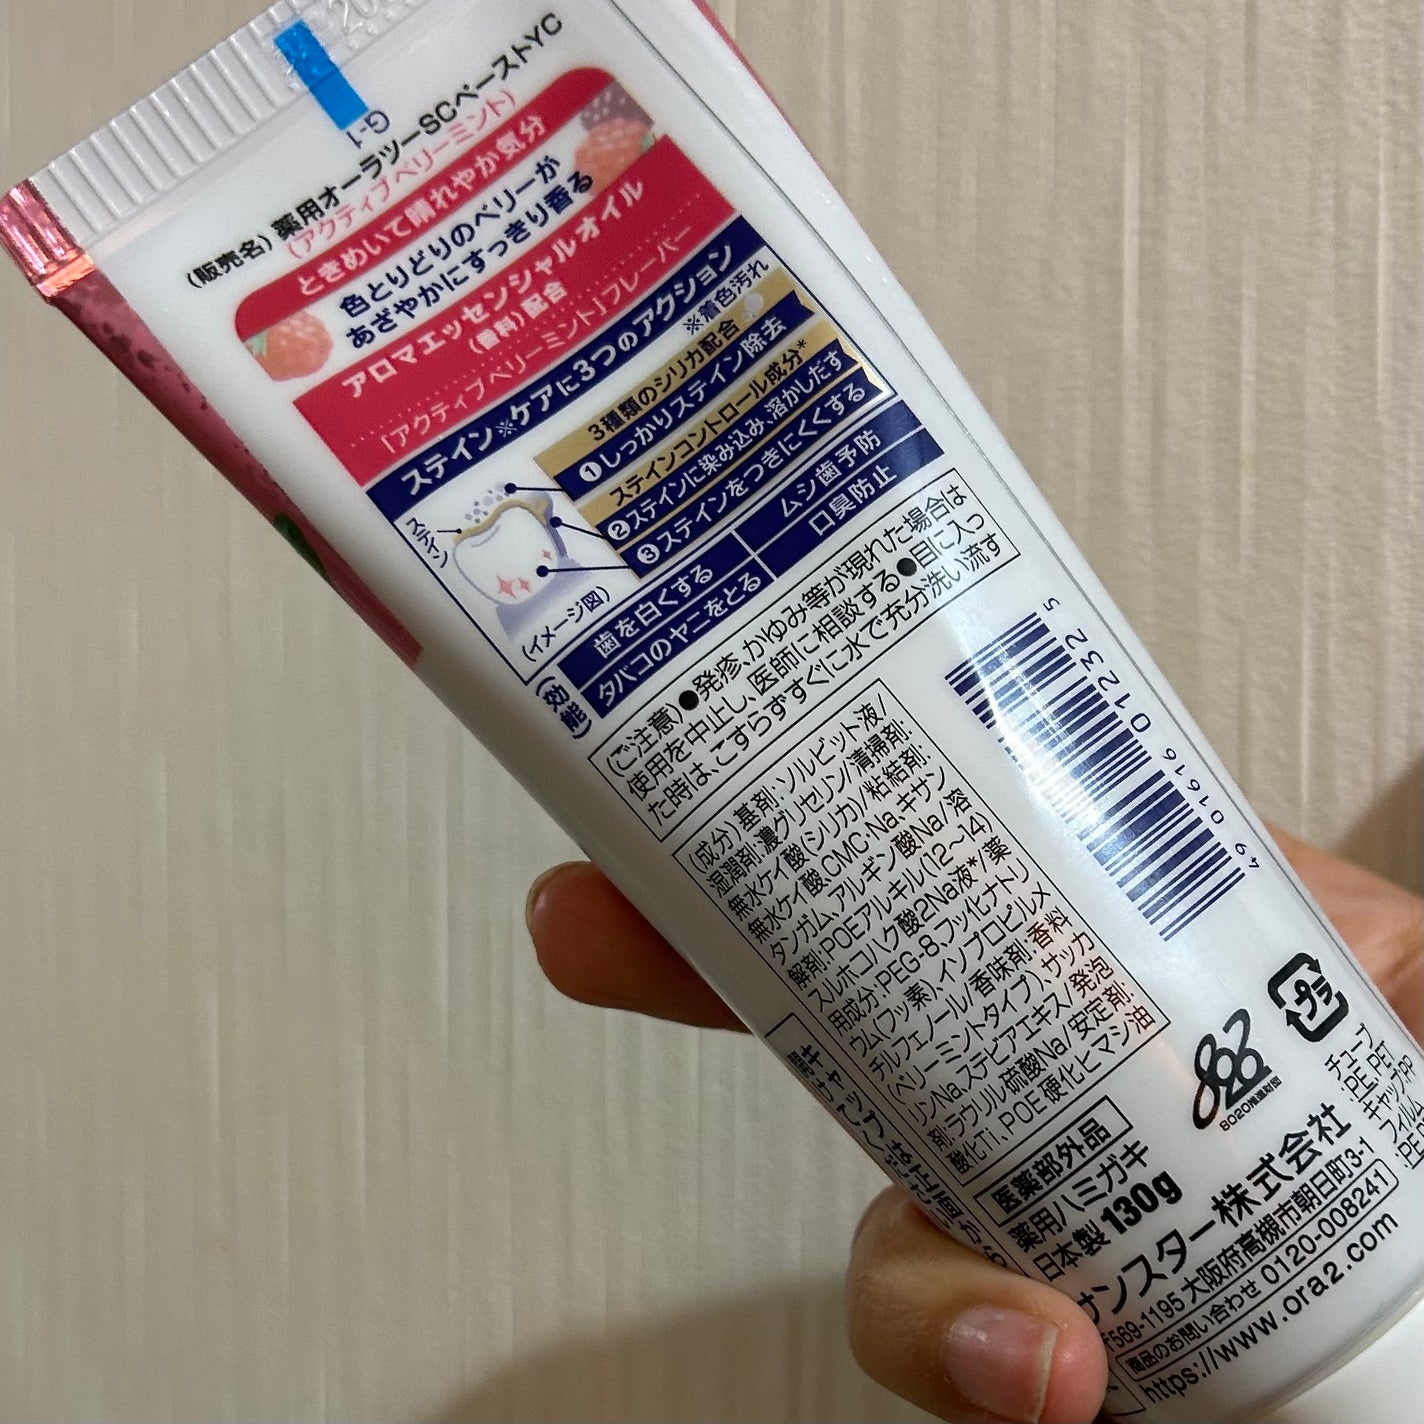 G-1
(販売名) 薬用オーラツーSCペーストYC
(アクティブベリーミント)
ときめいて晴れやか気分
色とりどりのベリーが
あざやかにすっきり香る
アロマエッセンシャルオイル
(香料)配合
「アクティブベリーミント」フレーバー
ステイン※ケアに3つのアクション
※着色汚れ
3種類のシリカ配合
①しっかりステイン除去
ステインコントロール成分*
②ステインに染み込み、溶かしだす
③ステインをつきにくくする
ステイン
(イメージ図)
(効能)
歯を白くする
ムシ歯予防
タバコのヤニをとる
口臭防止
(ご注意)●発疹、かゆみ等が現れた場合は
使用を中止し、医師に相談する●目に入っ
た時は、こすらずすぐに水で充分洗い流す
(成分)基剤:ソルビット液/
湿潤剤:濃グリセリン/清掃剤:
無水ケイ酸(シリカ)/粘結剤:
無水ケイ酸、CMC・Na、キサン
タンガム、アルギン酸Na/溶
解剤:POEアルキル(12〜14)
スルホコハク酸2Na液*/薬
用成分:PEG-8、フッ化ナトリ
ウム(フッ素)、イソプロピルメ
チルフェノール/香味剤:香料
(ベリーミントタイプ)、サッカ
リンNa、ステビアエキス/発泡
剤:ラウリル硫酸Na/安定剤:
酸化Ti、POE硬化ヒマシ油
医薬部外品
薬用ハミガキ
日本製 130g
サンスター株式会社
〒569-1195 大阪府高槻市朝日町3-1
商品のお問い合わせ 0120-008241
https://www.ora2.com
49 01616 01232 5
8020
8020推進財団
プラ
チューブ
:PE,PET
キャップ:PP
フィルム